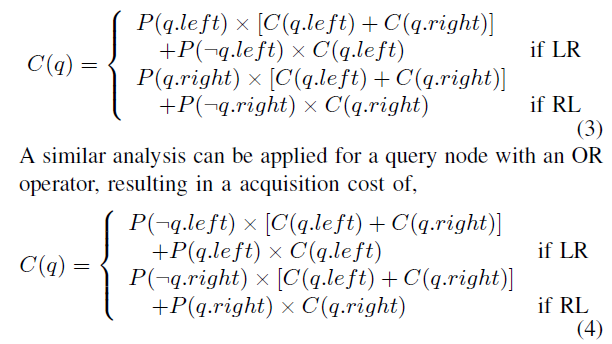 P(q.left) × [C(q.left) + C(q.right)]
+P(¬q.left) × C(q.left) if LR
C(q) = {
P(q.right) × [C(q.left) + C(q.right)]
+P(¬q.right) × C(q.right) if RL
(3)
A similar analysis can be applied for a query node with an OR
operator, resulting in a acquisition cost of,
P(¬q.left) × [C(q.left) + C(q.right)]
+P(q.left) × C(q.left) if LR
C(q) = {
P(¬q.right) × [C(q.left) + C(q.right)]
+P(q.right) × C(q.right) if RL
(4)